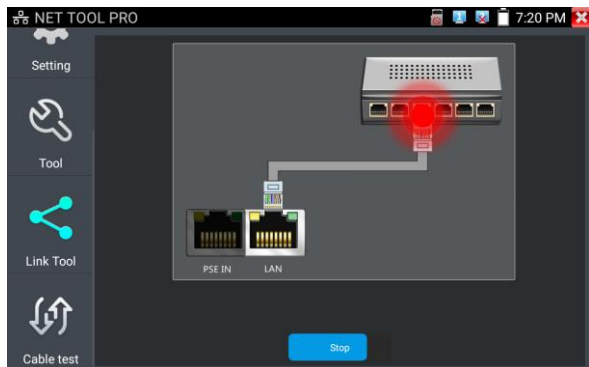 NET TOOL PRO
7:20 PM
Setting
Tool
Link Tool
Cable test
PSE IN
LAN
Stop